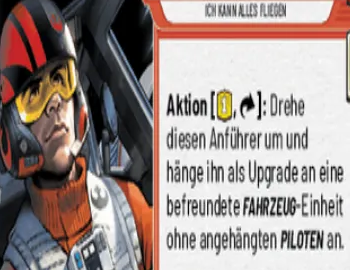 ICH KANN ALLES FLIEGEN
Aktion [1, ↷]: Drehe
diesen Anführer um und
hänge ihn als Upgrade an eine
befreundete FAHRZEUG-Einheit
ohne angehängten PILOTEN an.